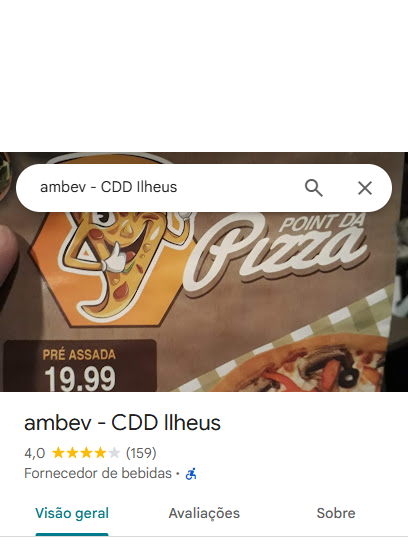 ambev - CDD Ilheus
POINT DA
Pizza
PRÉ ASSADA
19.99
ambev - CDD Ilheus
4,0 (159)
Fornecedor de bebidas ·
Visão geral
Avaliações
Sobre